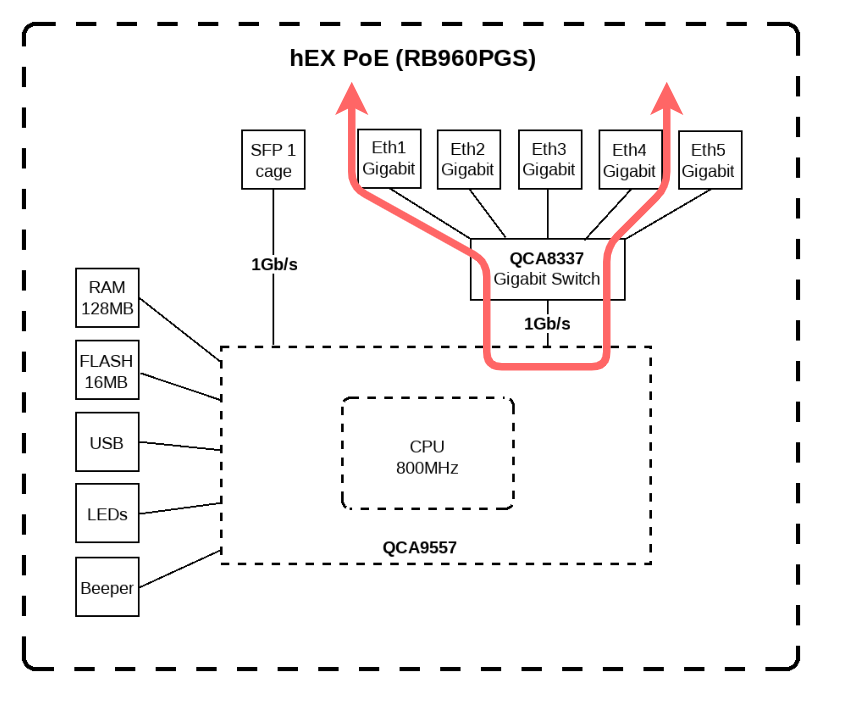 hEX PoE (RB960PGS)
SFP 1
cage
Eth1
Gigabit
Eth2
Gigabit
Eth3
Gigabit
Eth4
Gigabit
Eth5
Gigabit
QCA8337
Gigabit Switch
1Gb/s
1Gb/s
RAM
128MB
FLASH
16MB
USB
LEDs
Beeper
CPU
800MHz
QCA9557